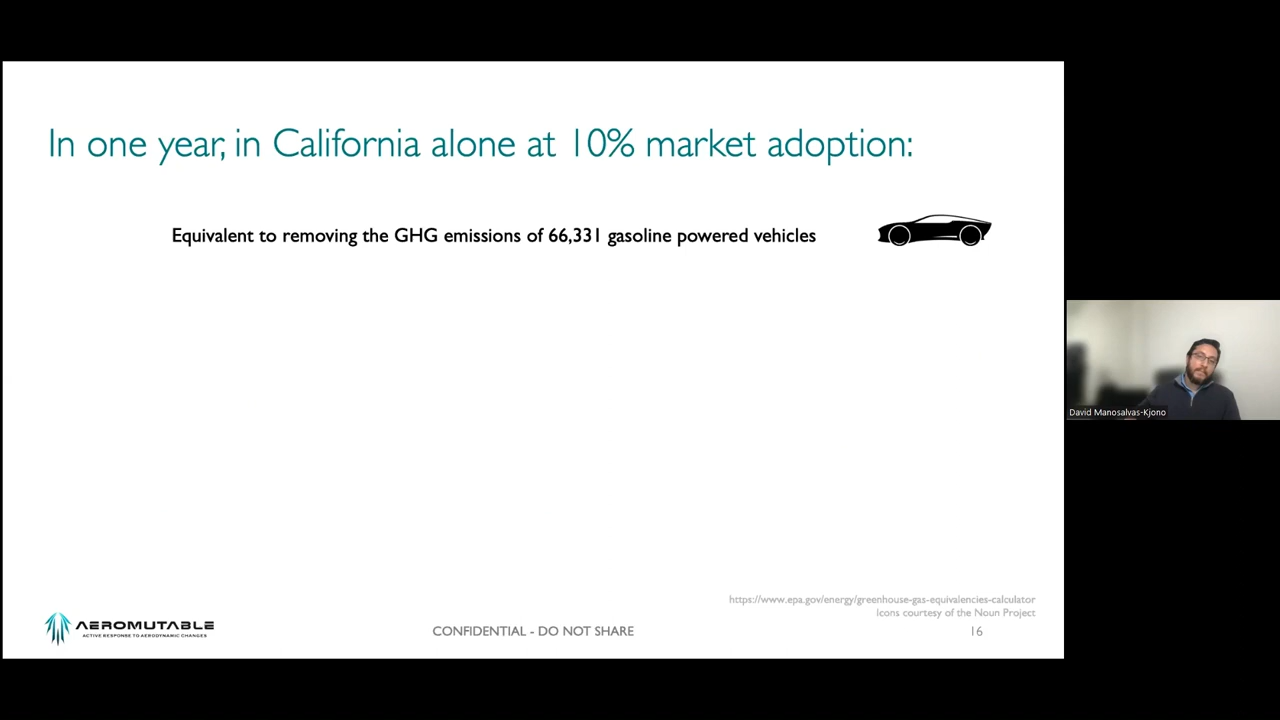 In one year, in California alone at 10% market adoption:
Equivalent to removing the GHG emissions of 66,331 gasoline powered vehicles
David Manosalvas-Kjono
https://www.epa.gov/energy/greenhouse-gas-equivalencies-calculator
Icons courtesy of the Noun Project
AEROMUTABLE
ACTIVE RESPONSE TO AERODYNAMIC CHANGES
CONFIDENTIAL - DO NOT SHARE
16